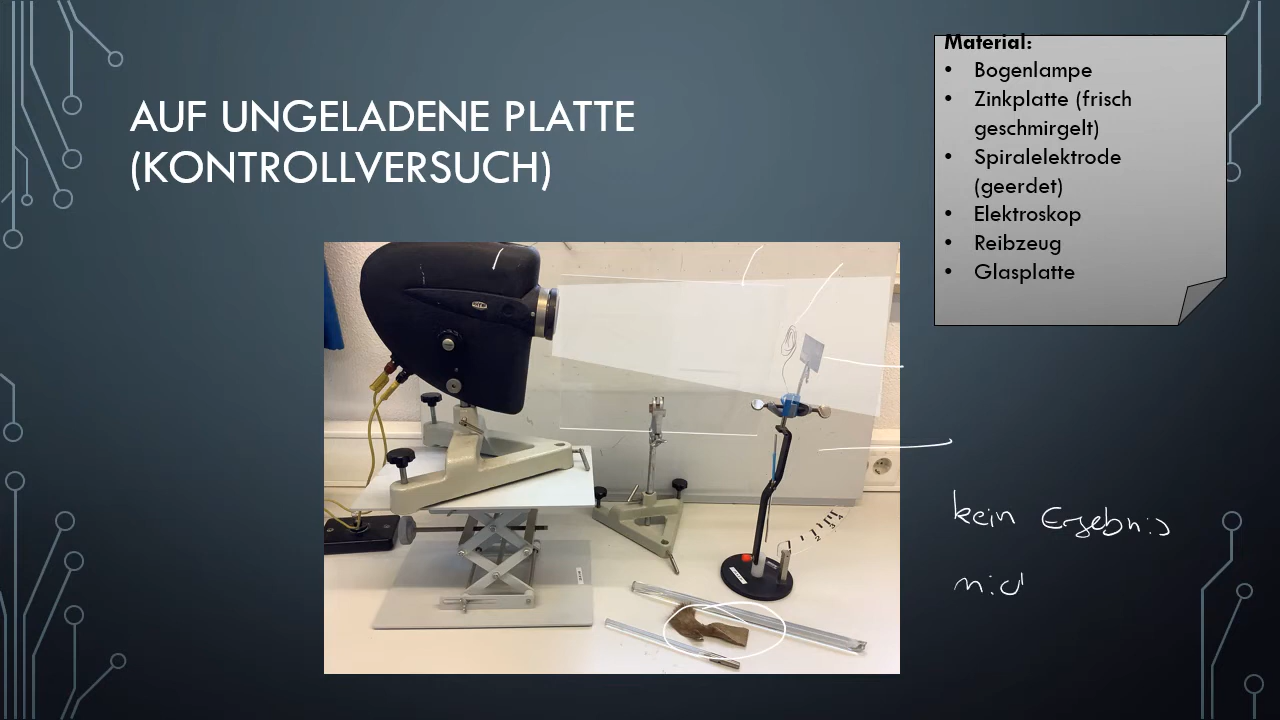 AUF UNGELADENE PLATTE
(KONTROLLVERSUCH)
Material:
• Bogenlampe
• Zinkplatte (frisch
geschmirgelt)
• Spiralelektrode
(geerdet)
• Elektroskop
• Reibzeug
• Glasplatte
kein Ergebnis